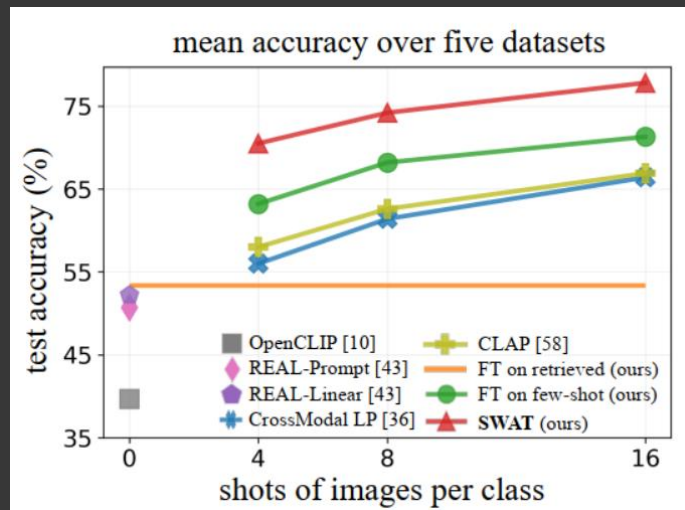 mean accuracy over five datasets
test accuracy (%)
75
65
55
45
35
OpenCLIP [10]
REAL-Prompt [43]
REAL-Linear [43]
CrossModal LP [36]
CLAP [58]
FT on retrieved (ours)
FT on few-shot (ours)
SWAT (ours)
0 4 8 16
shots of images per class